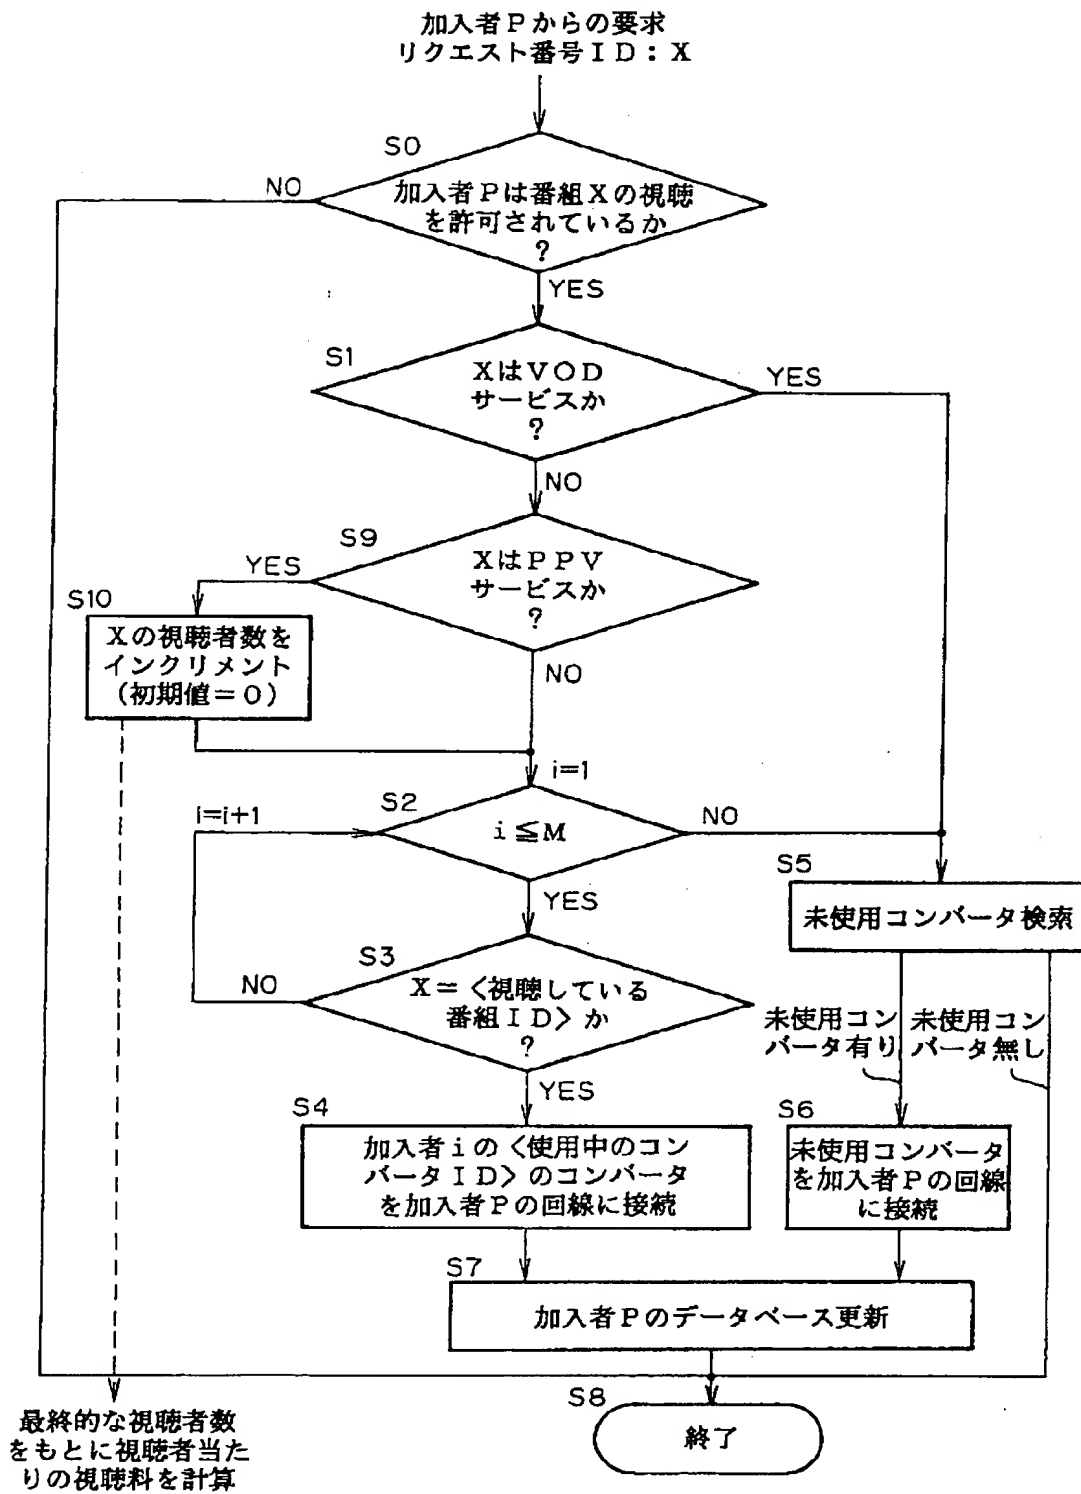 加入者Pからの要求
リクエスト番号ID：X
S0
NO
加入者Pは番組Xの視聴
を許可されているか
?
YES
S1
XはVOD
サービスか
?
YES
NO
S9
YES
XはPPV
サービスか
?
S10
Xの視聴者数を
インクリメント
（初期値＝0）
NO
i=1
i=i+1
S2
i≦M
NO
S5
YES
未使用コンバータ検索
S3
NO
X＝〈視聴している
番組ID〉か
?
未使用コン
バータ有り
未使用コン
バータ無し
YES
S4
S6
加入者iの〈使用中のコン
バータID〉のコンバータ
を加入者Pの回線に接続
未使用コンバータ
を加入者Pの回線
に接続
S7
加入者Pのデータベース更新
S8
終了
最終的な視聴者数
をもとに視聴者当た
りの視聴料を計算